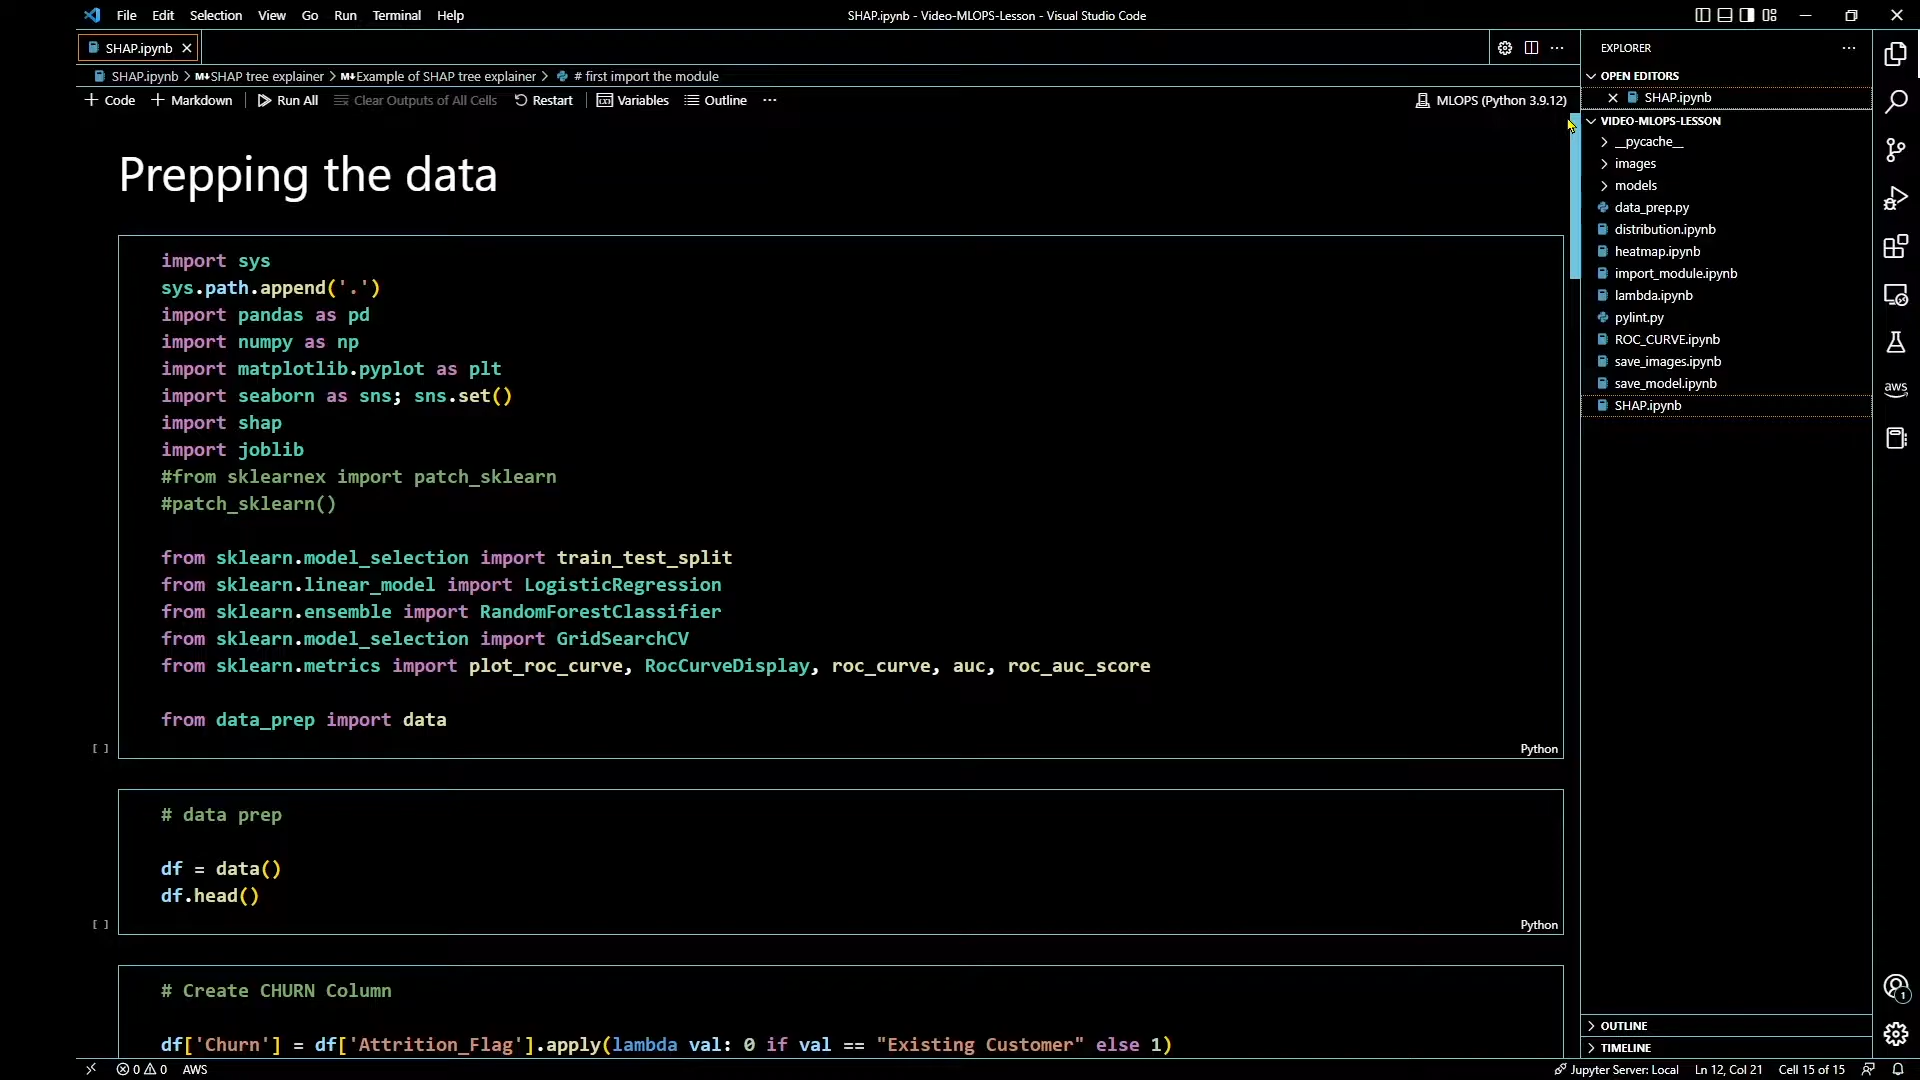 File Edit Selection View Go Run Terminal Help
SHAP.ipynb - Video-MLOPS-Lesson - Visual Studio Code
SHAP.ipynb
SHAP.ipynb > M↓SHAP tree explainer > M↓Example of SHAP tree explainer > # first import the module
+ Code + Markdown Run All Clear Outputs of All Cells Restart Variables Outline ...
MLOPS (Python 3.9.12)
Prepping the data
import sys
sys.path.append('.')
import pandas as pd
import numpy as np
import matplotlib.pyplot as plt
import seaborn as sns; sns.set()
import shap
import joblib
#from sklearnex import patch_sklearn
#patch_sklearn()
from sklearn.model_selection import train_test_split
from sklearn.linear_model import LogisticRegression
from sklearn.ensemble import RandomForestClassifier
from sklearn.model_selection import GridSearchCV
from sklearn.metrics import plot_roc_curve, RocCurveDisplay, roc_curve, auc, roc_auc_score
from data_prep import data
[ ]
Python
# data prep
df = data()
df.head()
[ ]
Python
# Create CHURN Column
df['Churn'] = df['Attrition_Flag'].apply(lambda val: 0 if val == "Existing Customer" else 1)
EXPLORER
OPEN EDITORS
SHAP.ipynb
VIDEO-MLOPS-LESSON
__pycache__
images
models
data_prep.py
distribution.ipynb
heatmap.ipynb
import_module.ipynb
lambda.ipynb
pylint.py
ROC_CURVE.ipynb
save_images.ipynb
save_model.ipynb
SHAP.ipynb
OUTLINE
TIMELINE
aws
1
0 0 AWS
Jupyter Server: Local Ln 12, Col 21 Cell 15 of 15